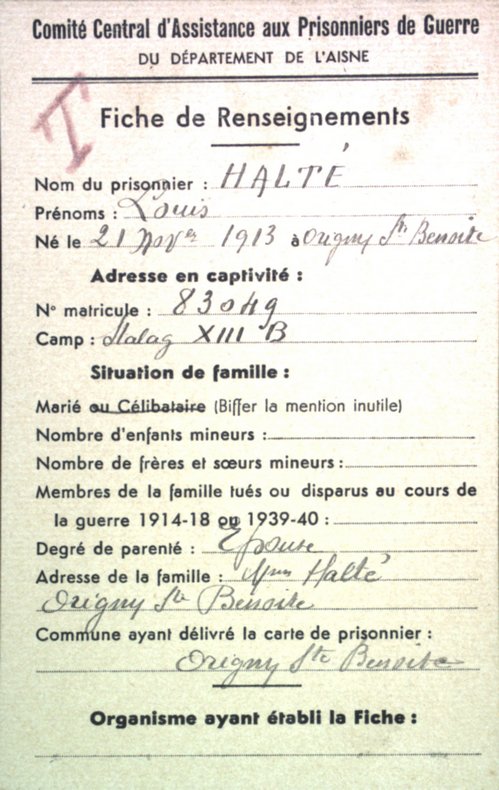 Comité Central d'Assistance aux Prisonniers de Guerre
DU DÉPARTEMENT DE L'AISNE
T
Fiche de Renseignements
Nom du prisonnier : HALTÉ
Prénoms : Louis
Né le 21 Nov.er 1913 à Origny Ste Benoite
Adresse en captivité :
N° matricule : 83049
Camp : Stalag XIII B
Situation de famille :
Marié ou Célibataire (Biffer la mention inutile)
Nombre d'enfants mineurs :
Nombre de frères et sœurs mineurs :
Membres de la famille tués ou disparus au cours de
la guerre 1914-18 ou 1939-40 :
Degré de parenté : Epouse
Adresse de la famille : Mme Halté
Origny Ste Benoite
Commune ayant délivré la carte de prisonnier :
Origny Ste Benoite
Organisme ayant établi la Fiche :